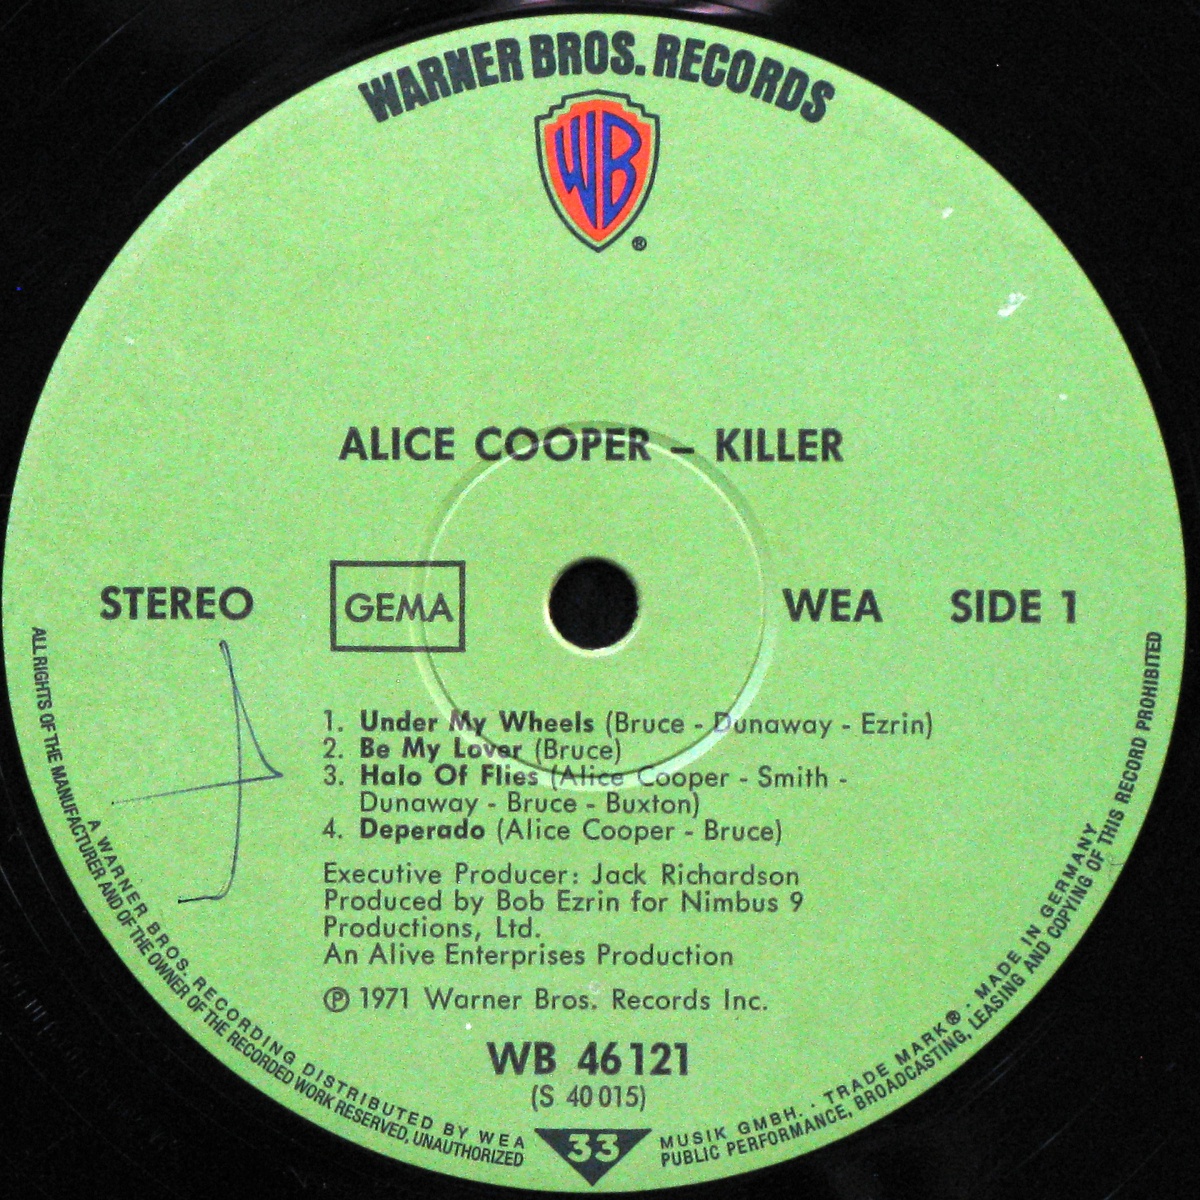 WARNER BROS. RECORDS
WB
®
ALICE COOPER – KILLER
STEREO GEMA WEA SIDE 1
1. Under My Wheels (Bruce - Dunaway - Ezrin)
2. Be My Lover (Bruce)
3. Halo Of Flies (Alice Cooper - Smith -
Dunaway - Bruce - Buxton)
4. Deperado (Alice Cooper - Bruce)
Executive Producer: Jack Richardson
Produced by Bob Ezrin for Nimbus 9
Productions, Ltd.
An Alive Enterprises Production
℗ 1971 Warner Bros. Records Inc.
WB 46 121
(S 40 015)
33
A WARNER BROS. RECORDING DISTRIBUTED BY WEA MUSIK GMBH. . TRADE MARK® . MADE IN GERMANY
ALL RIGHTS OF THE MANUFACTURER AND OF THE OWNER OF THE RECORDED WORK RESERVED, UNAUTHORIZED PUBLIC PERFORMANCE, BROADCASTING, LEASING AND COPYING OF THIS RECORD PROHIBITED